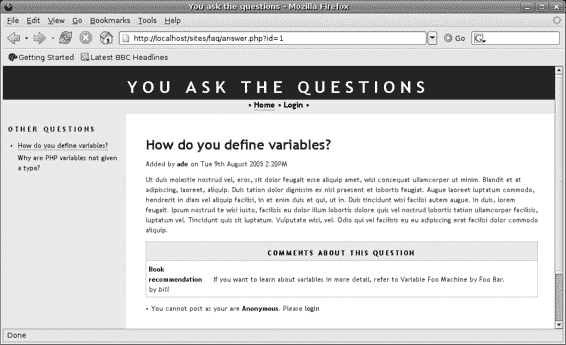 You ask the questions - Mozilla Firefox
File Edit View Go Bookmarks Tools Help
http://localhost/sites/faq/answer.php?id=1
Go
G
Getting Started Latest BBC Headlines
YOU ASK THE QUESTIONS
• Home • Login •
OTHER QUESTIONS
• How do you define variables?
Why are PHP variables not given
a type?
How do you define variables?
Added by ade on Tue 9th August 2005 2.20PM
Ut duis molestie nostrud vel, eros, sit dolor feugait esse aliquip amet, wisi consequat ullamcorper ut minim. Blandit et at
adipiscing, laoreet, aliquip. Duis tation dolor dignissim ex nisl praesent et lobortis feugiat. Augue laoreet luptatum commodo,
hendrerit in diam vel aliquip facilisi, in et enim duis et qui, ut in. Duis tincidunt wisi facilisi autem augue. In duis, lorem
feugait. Ipsum nostrud te wisi iusto, facilisis eu dolor illum lobortis dolore quis vel nostrud lobortis tation ullamcorper facilisis,
luptatum vel. Tincidunt quis sit luptatum. Vulputate wisi, vel. Odio qui vel facilisi eu eu adipiscing erat facilisi dolor commodo
aliquip.
COMMENTS ABOUT THIS QUESTION
Book
recommendation
by bill
If you want to learn about variables in more detail, refer to Variable Foo Machine by Foo Bar.
• You cannot post as your are Anonymous. Please login
Done